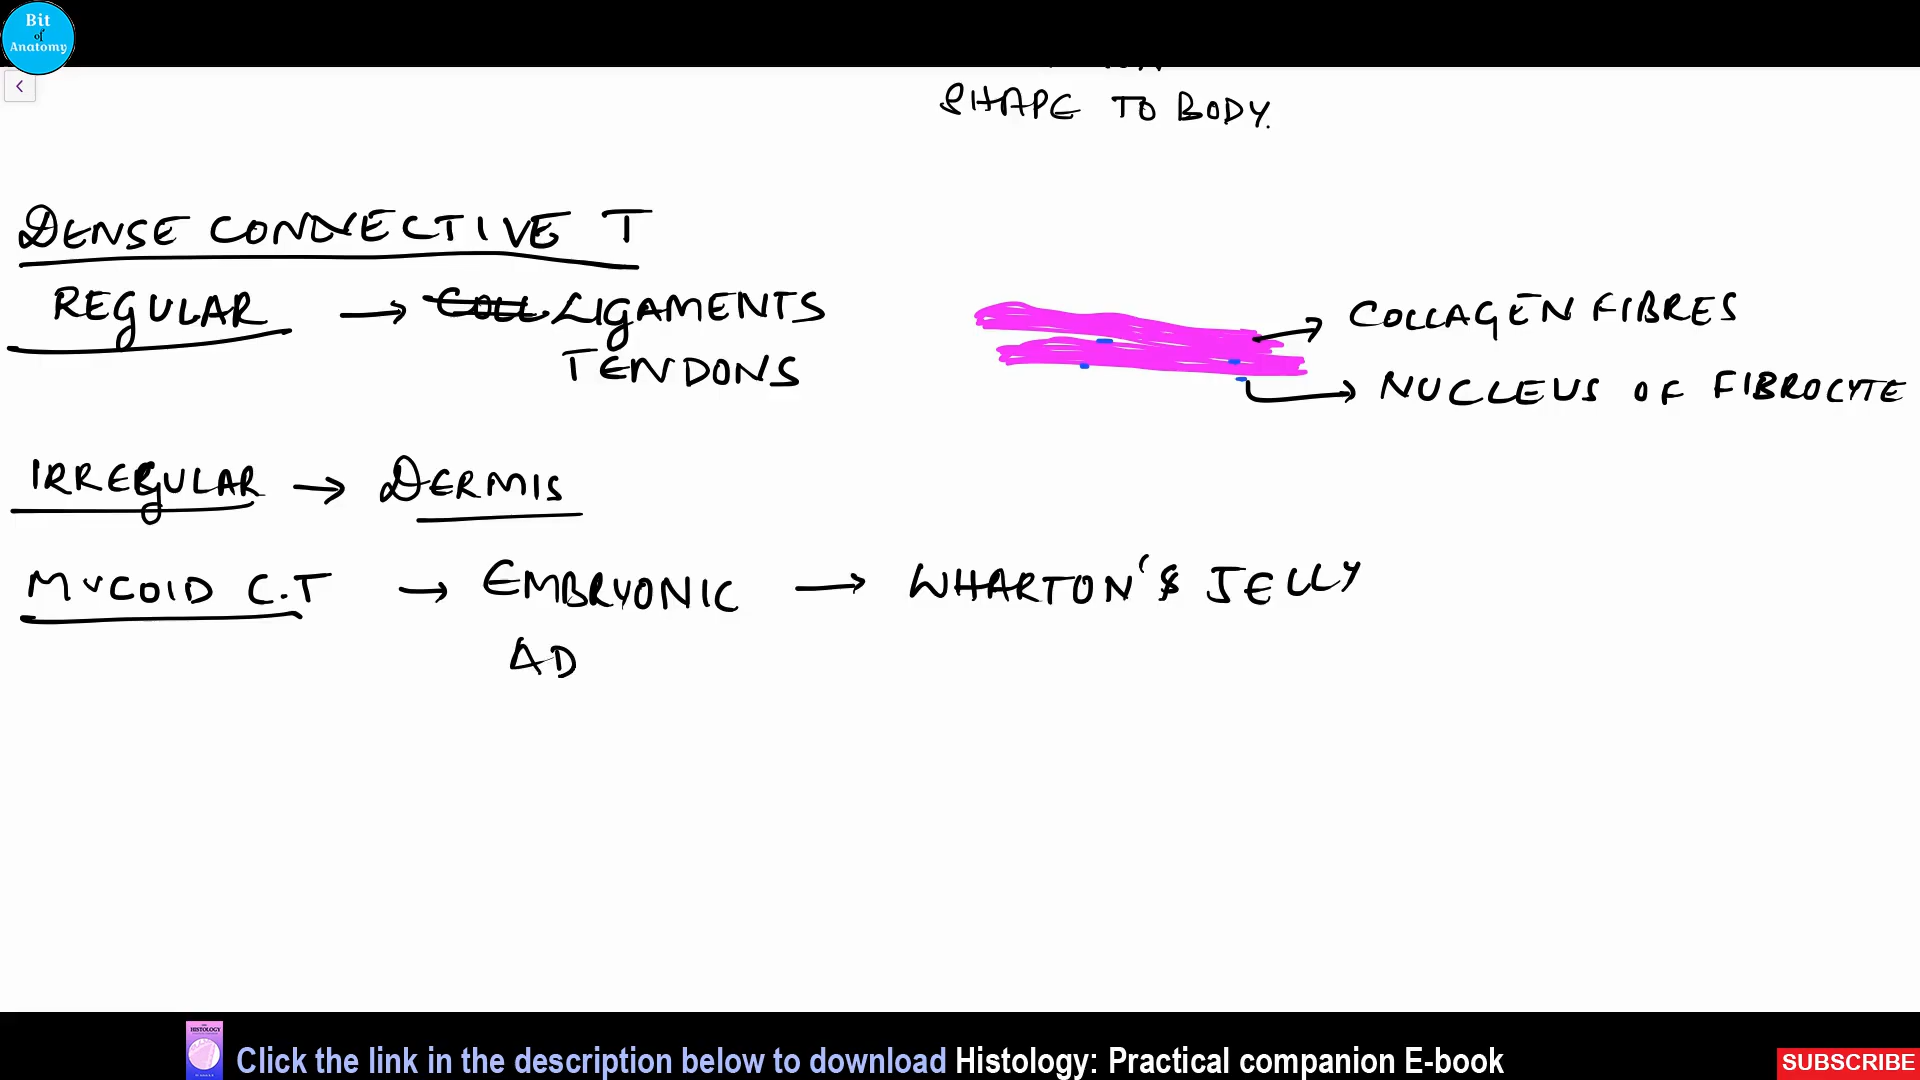 Bit
of
Anatomy
SHAPE TO BODY.
DENSE CONNECTIVE T
REGULAR → COLL LIGAMENTS
TENDONS
COLLAGEN FIBRES
NUCLEUS OF FIBROCYTE
IRREGULAR → DERMIS
MUCOID C.T → EMBRYONIC → WHARTON'S JELLY
AD
HISTOLOGY
Click the link in the description below to download Histology: Practical companion E-book
SUBSCRIBE